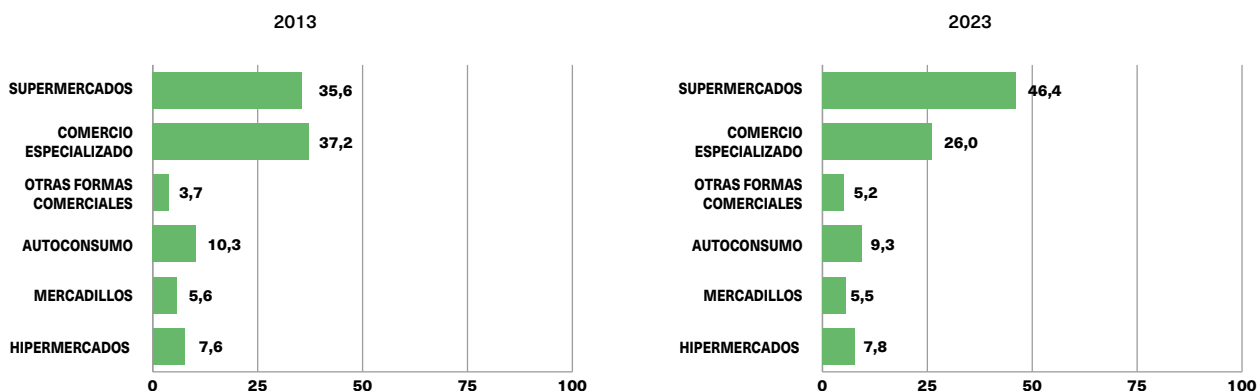 2013
SUPERMERCADOS
35,6
COMERCIO
ESPECIALIZADO
37,2
OTRAS FORMAS
COMERCIALES
3,7
AUTOCONSUMO
10,3
MERCADILLOS
5,6
HIPERMERCADOS
7,6
0 25 50 75 100
2023
SUPERMERCADOS
46,4
COMERCIO
ESPECIALIZADO
26,0
OTRAS FORMAS
COMERCIALES
5,2
AUTOCONSUMO
9,3
MERCADILLOS
5,5
HIPERMERCADOS
7,8
0 25 50 75 100